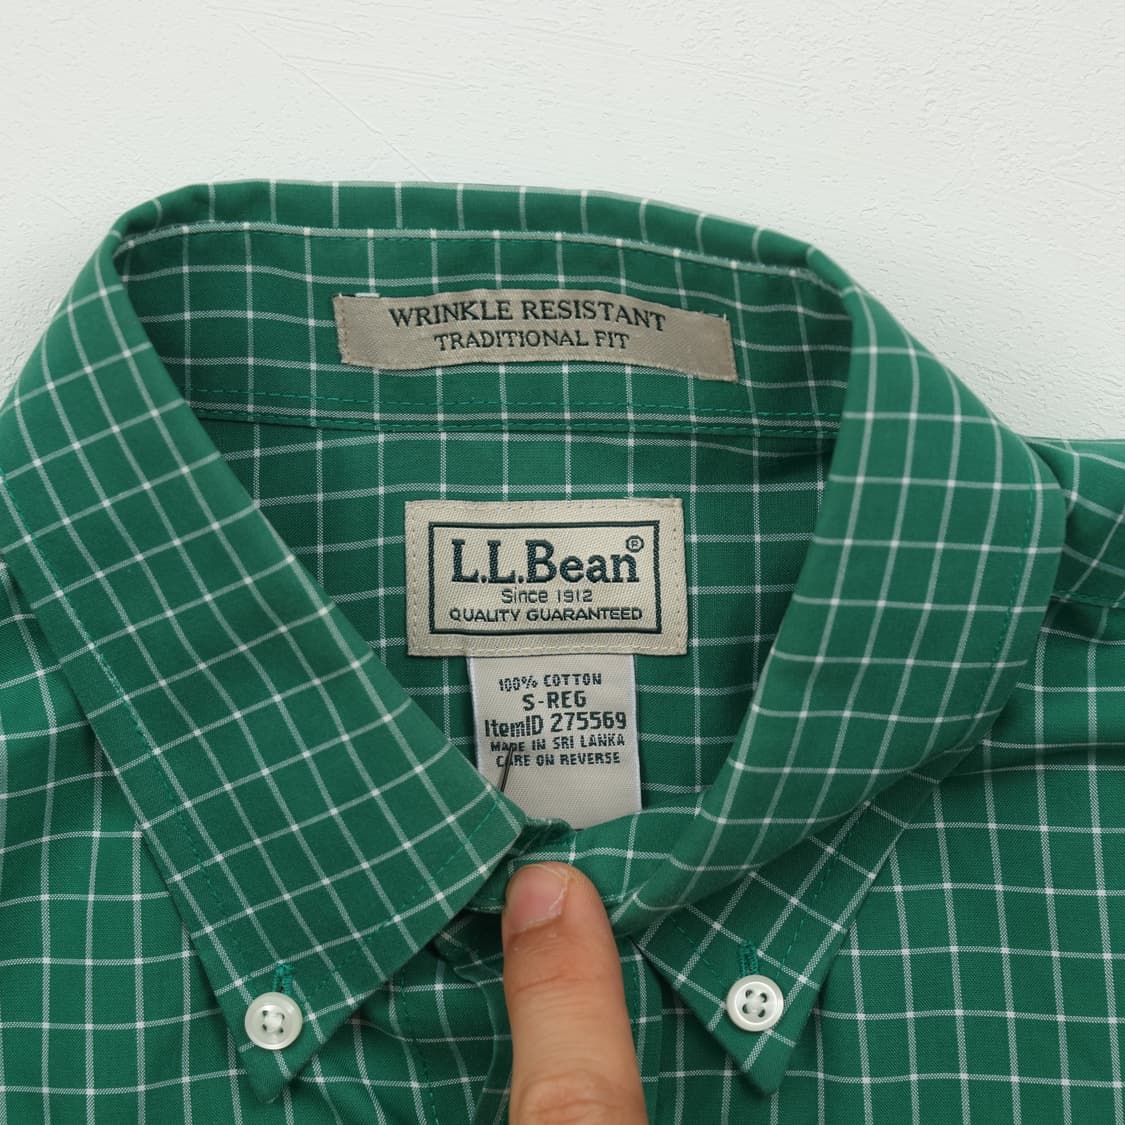 WRINKLE RESISTANT
TRADITIONAL FIT
L.L.Bean®
Since 1912
QUALITY GUARANTEED
100% COTTON
S-REG
ItemID 275569
MADE IN SRI LANKA
CARE ON REVERSE